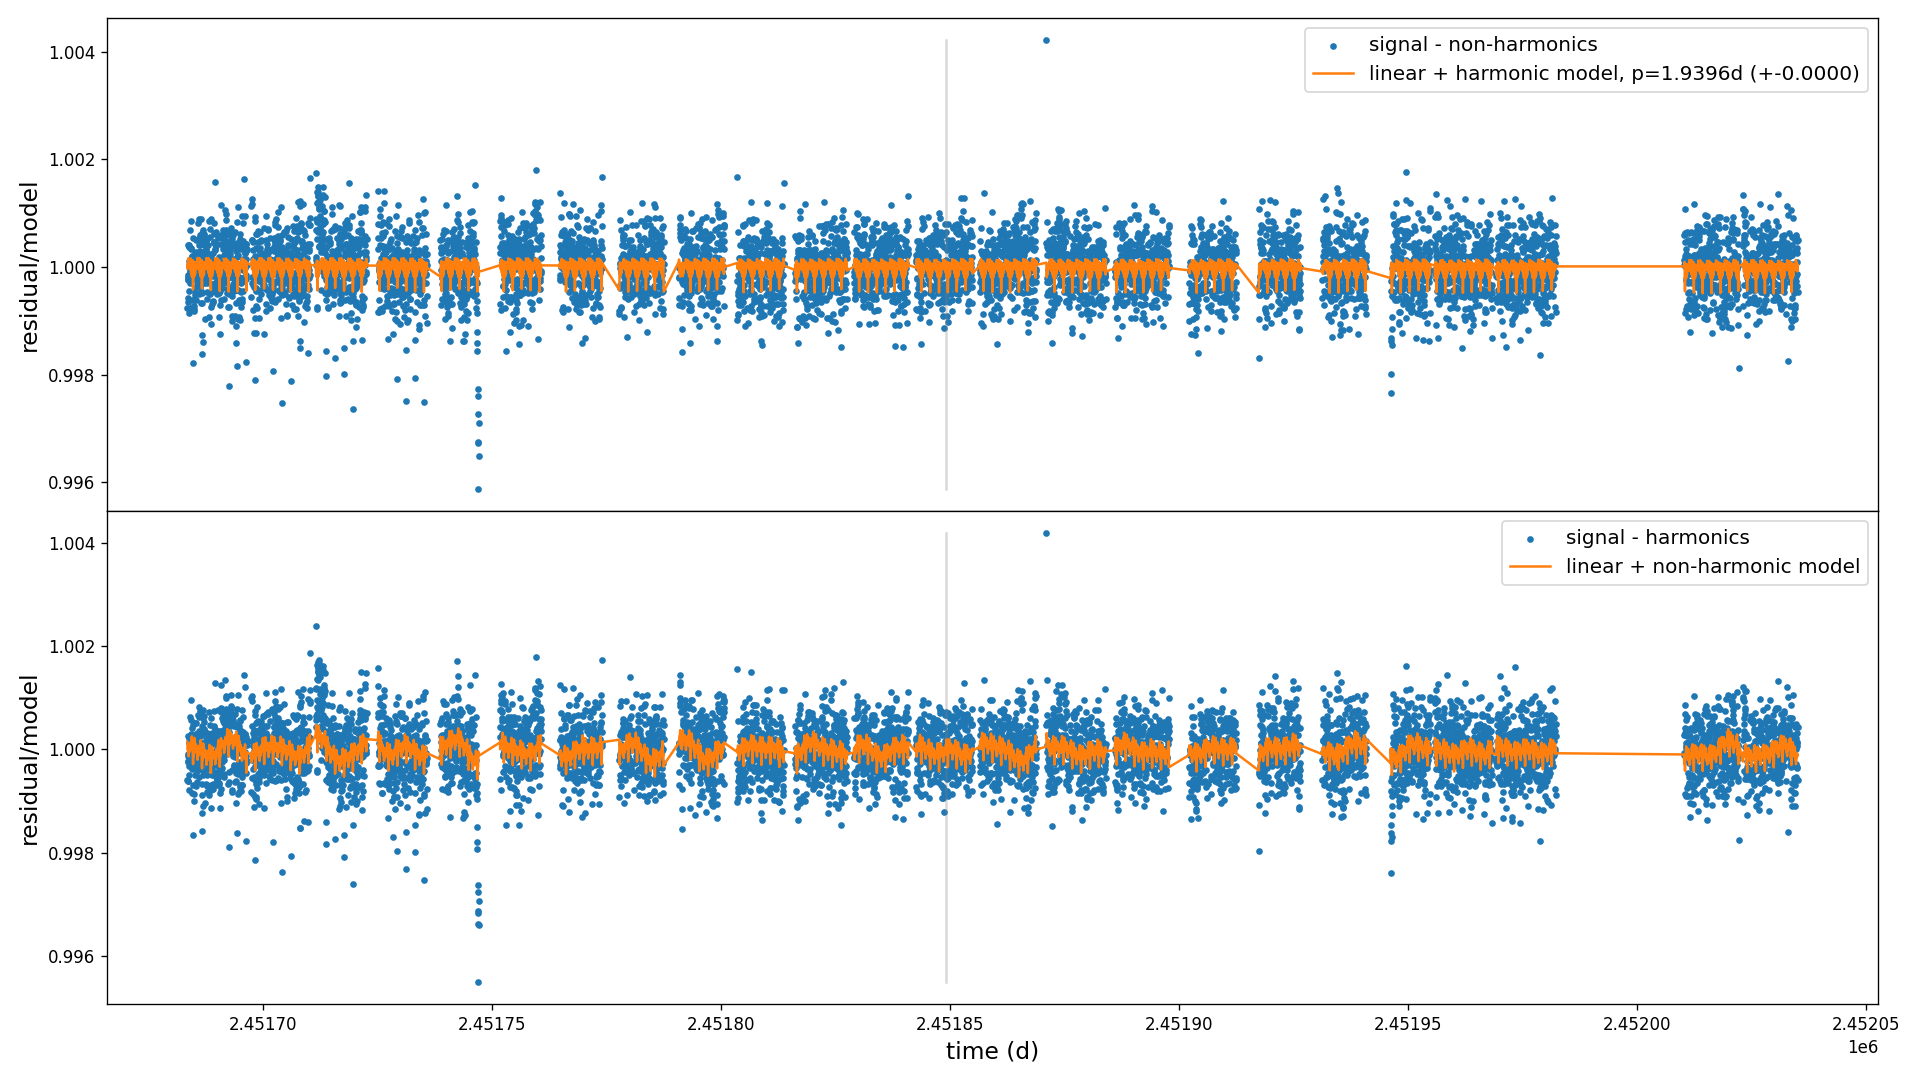 signal - non-harmonics
linear + harmonic model, p=1.9396d (+-0.0000)
1.004
1.002
1.000
0.998
0.996
residual/model
signal - harmonics
linear + non-harmonic model
1.004
1.002
1.000
0.998
0.996
residual/model
2.45170
2.45175
2.45180
2.45185
2.45190
2.45195
2.45200
2.45205
1e6
time (d)